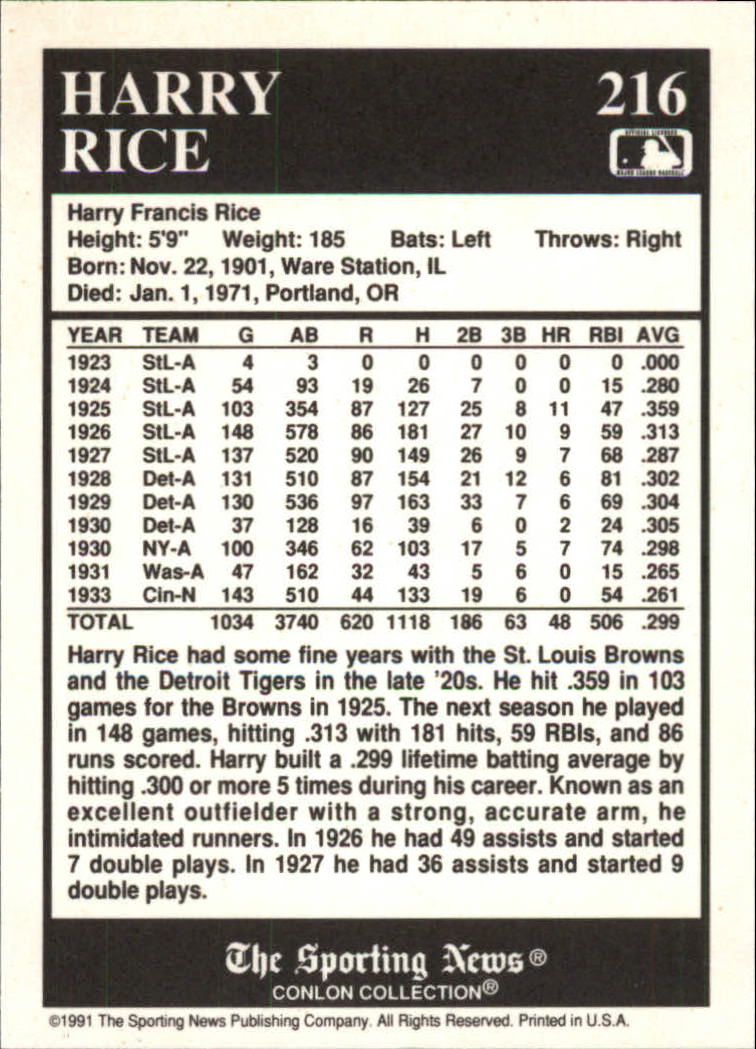 HARRY 216
RICE
Harry Francis Rice
Height: 5'9" Weight: 185 Bats: Left Throws: Right
Born: Nov. 22, 1901, Ware Station, IL
Died: Jan. 1, 1971, Portland, OR
YEAR TEAM G AB R H 2B 3B HR RBI AVG
1923 StL-A 4 3 0 0 0 0 0 0 .000
1924 StL-A 54 93 19 26 7 0 0 15 .280
1925 StL-A 103 354 87 127 25 8 11 47 .359
1926 StL-A 148 578 86 181 27 10 9 59 .313
1927 StL-A 137 520 90 149 26 9 7 68 .287
1928 Det-A 131 510 87 154 21 12 6 81 .302
1929 Det-A 130 536 97 163 33 7 6 69 .304
1930 Det-A 37 128 16 39 6 0 2 24 .305
1930 NY-A 100 346 62 103 17 5 7 74 .298
1931 Was-A 47 162 32 43 5 6 0 15 .265
1933 Cin-N 143 510 44 133 19 6 0 54 .261
TOTAL 1034 3740 620 1118 186 63 48 506 .299
Harry Rice had some fine years with the St. Louis Browns
and the Detroit Tigers in the late '20s. He hit .359 in 103
games for the Browns in 1925. The next season he played
in 148 games, hitting .313 with 181 hits, 59 RBIs, and 86
runs scored. Harry built a .299 lifetime batting average by
hitting .300 or more 5 times during his career. Known as an
excellent outfielder with a strong, accurate arm, he
intimidated runners. In 1926 he had 49 assists and started
7 double plays. In 1927 he had 36 assists and started 9
double plays.
The Sporting News®
CONLON COLLECTION®
©1991 The Sporting News Publishing Company. All Rights Reserved. Printed in U.S.A.